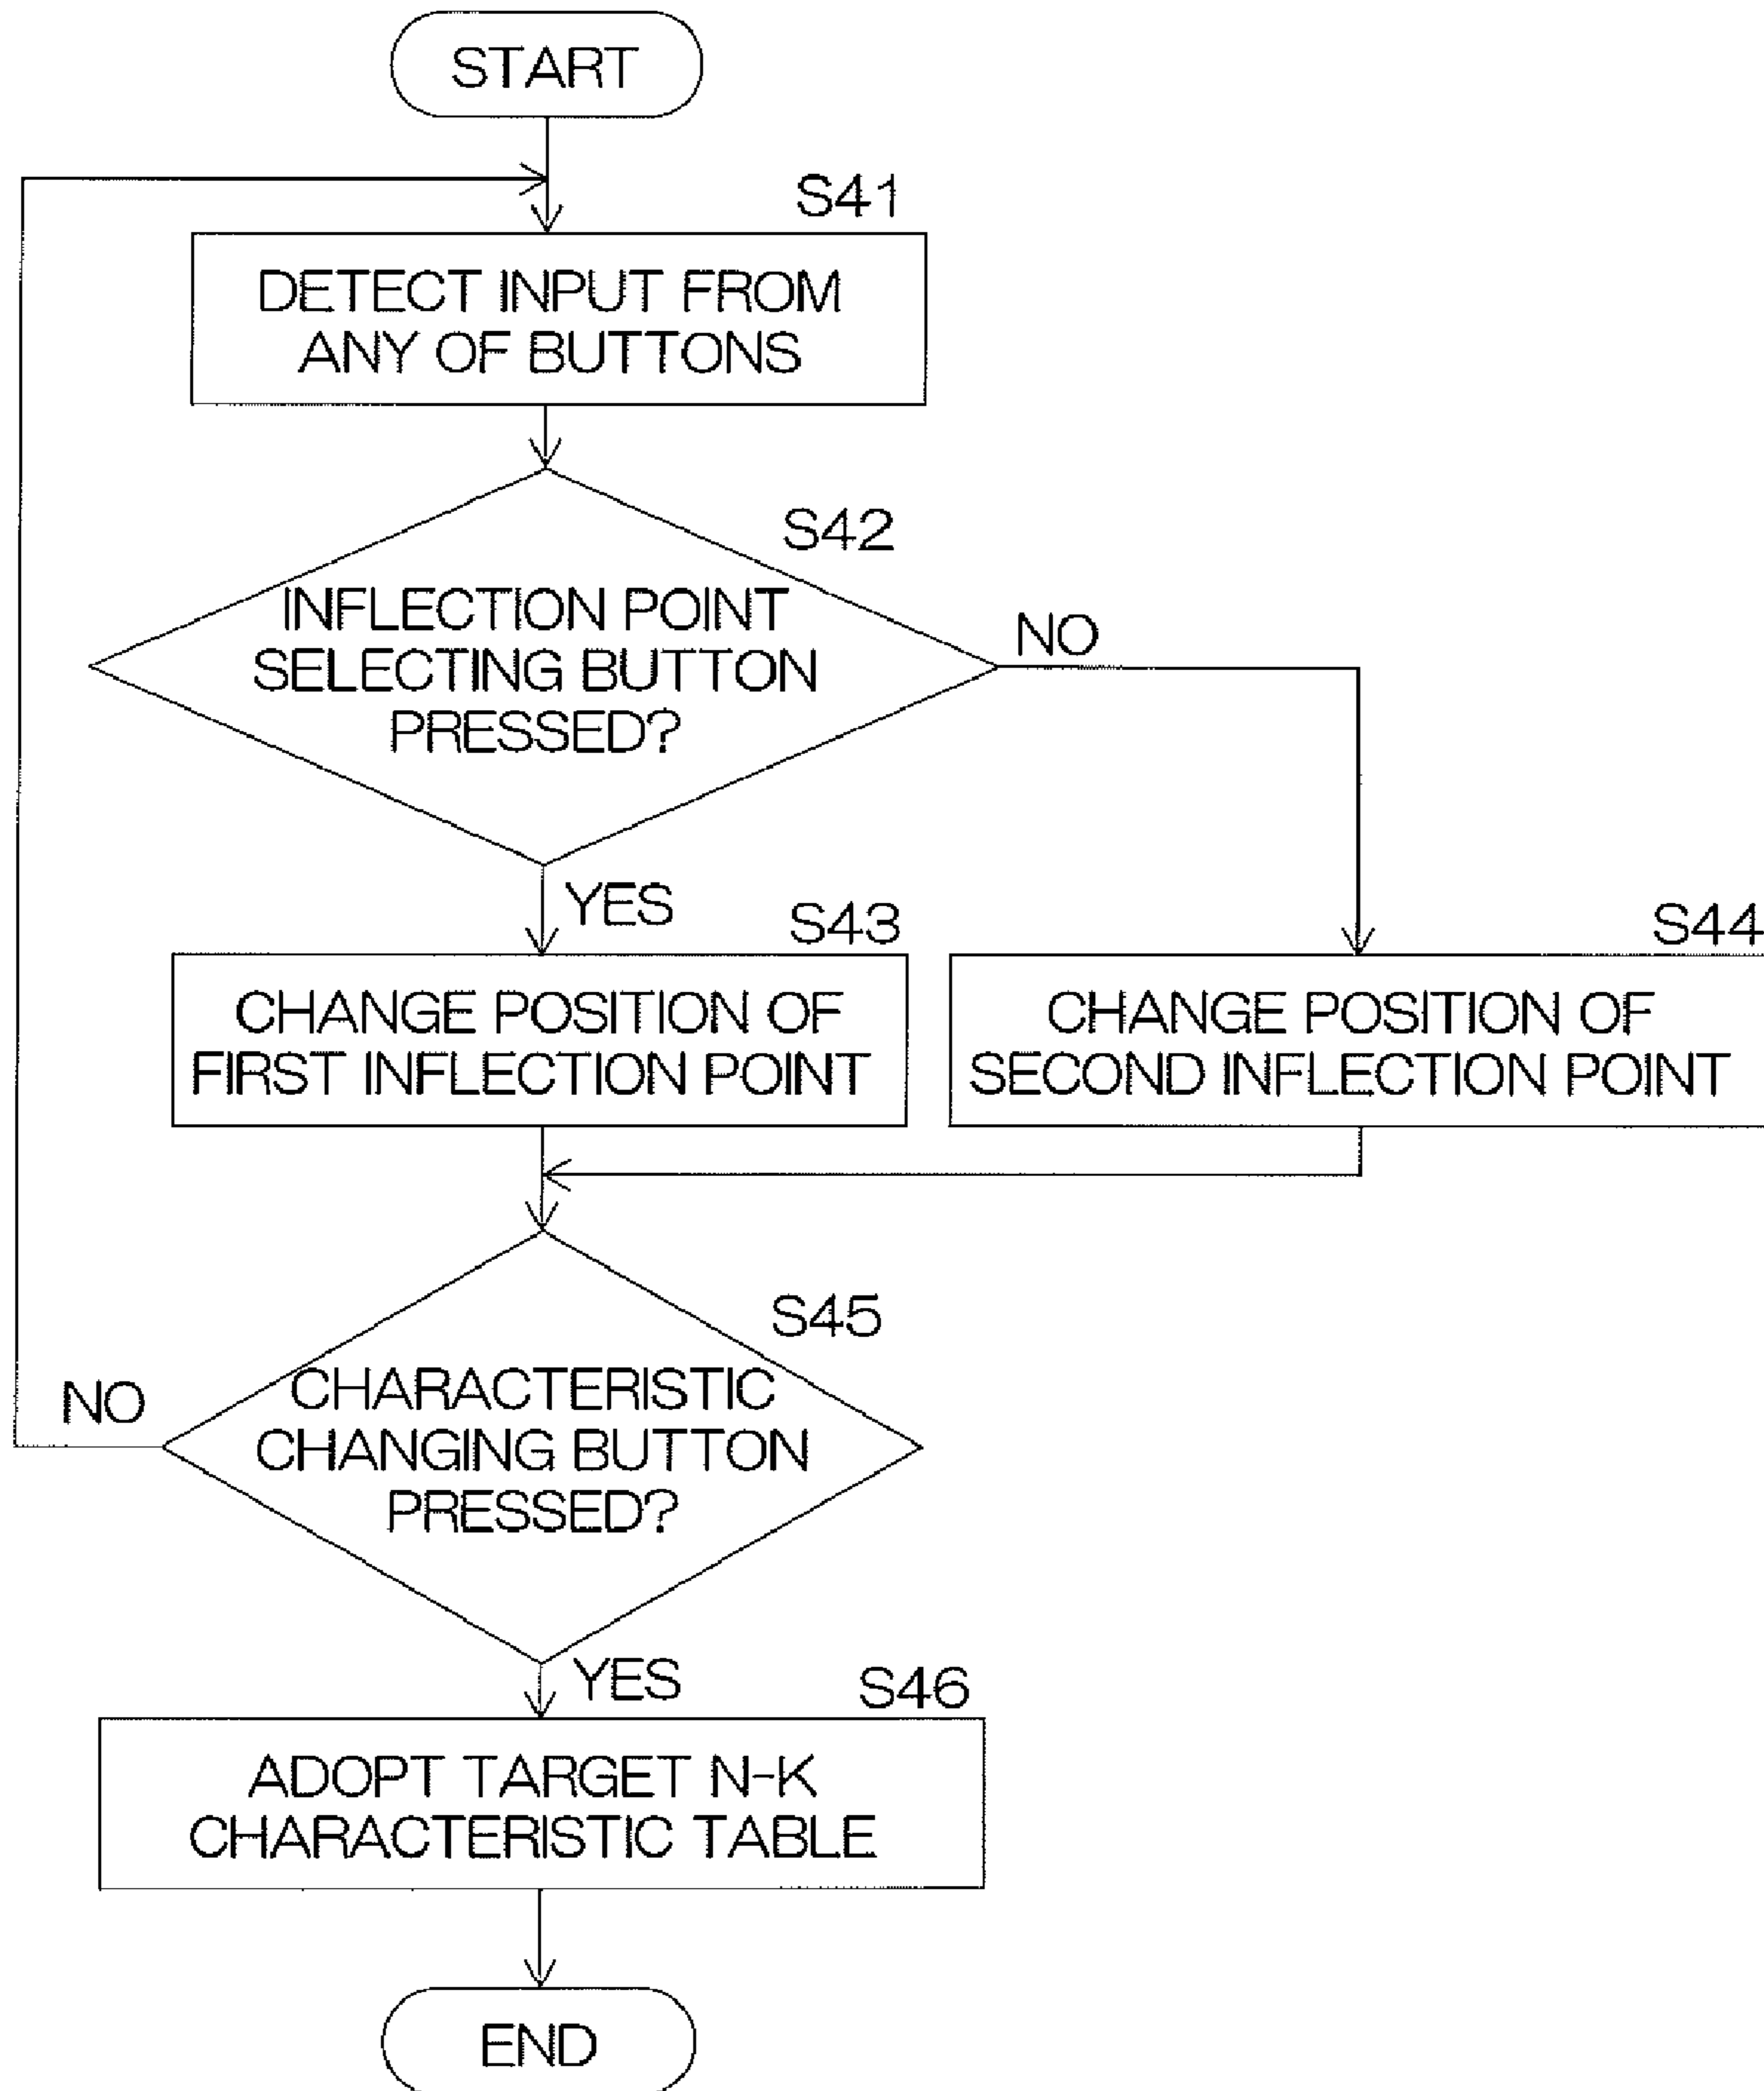 START
S41
DETECT INPUT FROM
ANY OF BUTTONS
S42
INFLECTION POINT
SELECTING BUTTON
PRESSED?
NO
YES
S43
CHANGE POSITION OF
FIRST INFLECTION POINT
S44
CHANGE POSITION OF
SECOND INFLECTION POINT
S45
CHARACTERISTIC
CHANGING BUTTON
PRESSED?
NO
YES
S46
ADOPT TARGET N-K
CHARACTERISTIC TABLE
END